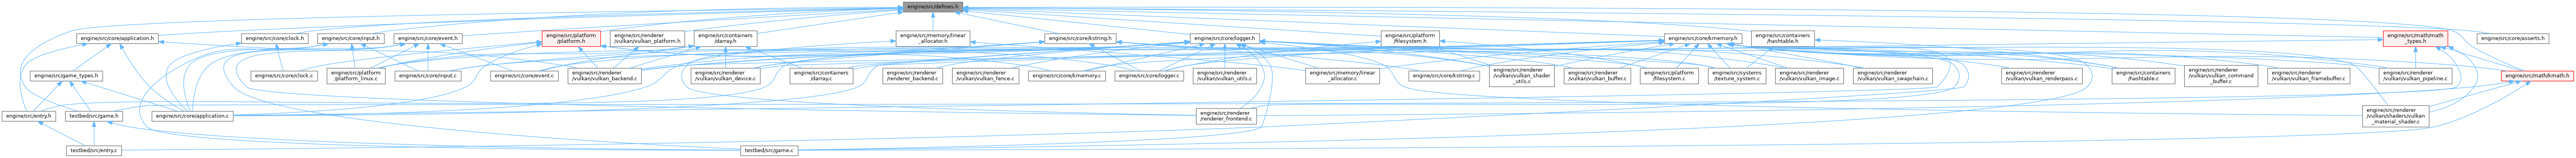 engine/src/defines.h
engine/src/core/application.h
engine/src/core/clock.h
engine/src/core/input.h
engine/src/core/event.h
engine/src/platform
/platform.h
engine/src/renderer
/vulkan/vulkan_platform.h
engine/src/containers
/darray.h
engine/src/memory/linear
_allocator.h
engine/src/core/kstring.h
engine/src/core/logger.h
engine/src/platform
/filesystem.h
engine/src/core/kmemory.h
engine/src/containers
/hashtable.h
engine/src/math/math
_types.h
engine/src/core/asserts.h
engine/src/game_types.h
engine/src/core/clock.c
engine/src/platform
/platform_linux.c
engine/src/core/input.c
engine/src/core/event.c
engine/src/renderer
/vulkan/vulkan_backend.c
engine/src/renderer
/vulkan/vulkan_device.c
engine/src/containers
/darray.c
engine/src/renderer
/renderer_backend.c
engine/src/renderer
/vulkan/vulkan_fence.c
engine/src/core/kmemory.c
engine/src/core/logger.c
engine/src/renderer
/vulkan/vulkan_utils.c
engine/src/memory/linear
_allocator.c
engine/src/core/kstring.c
engine/src/renderer
/vulkan/vulkan_shader
_utils.c
engine/src/renderer
/vulkan/vulkan_buffer.c
engine/src/platform
/filesystem.c
engine/src/systems
/texture_system.c
engine/src/renderer
/vulkan/vulkan_image.c
engine/src/renderer
/vulkan/vulkan_swapchain.c
engine/src/renderer
/vulkan/vulkan_renderpass.c
engine/src/containers
/hashtable.c
engine/src/renderer
/vulkan/vulkan_command
_buffer.c
engine/src/renderer
/vulkan/vulkan_framebuffer.c
engine/src/renderer
/vulkan/vulkan_pipeline.c
engine/src/math/kmath.h
engine/src/entry.h
testbed/src/game.h
engine/src/core/application.c
engine/src/renderer
/renderer_frontend.c
engine/src/renderer
/vulkan/shaders/vulkan
_material_shader.c
testbed/src/entry.c
testbed/src/game.c